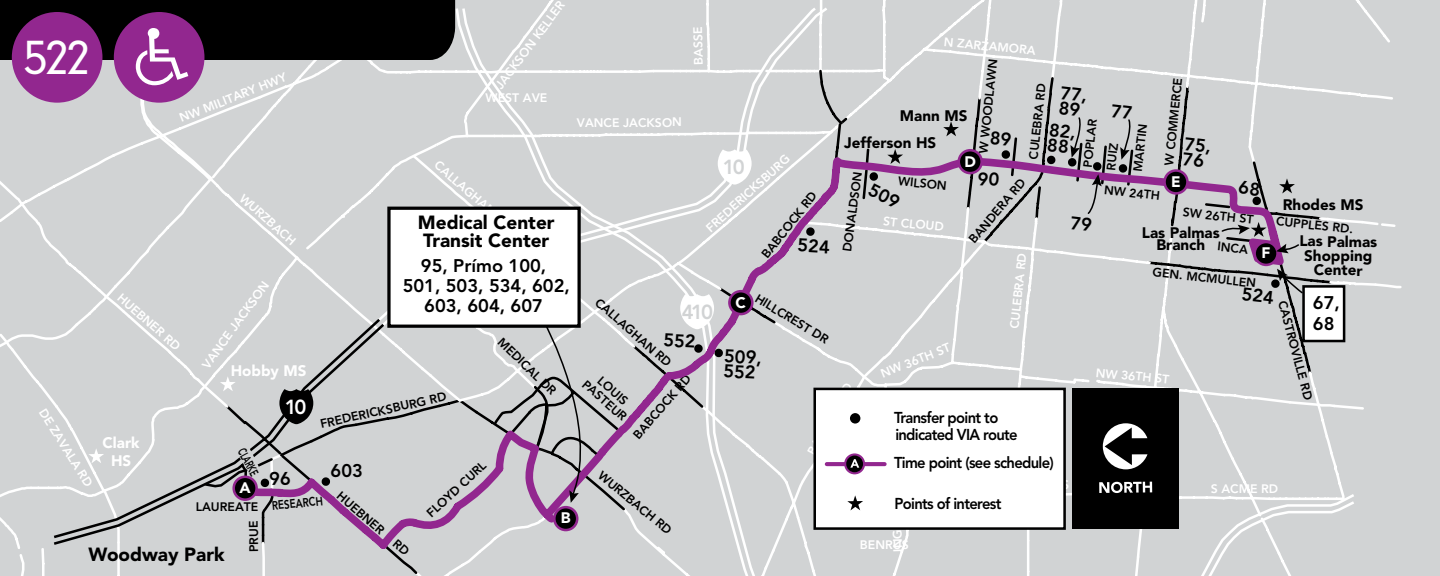 522
JACKSON KELLER
BASSE
N ZARZAMORA
NW MILITARY HWY
WEST AVE
VANCE JACKSON
10
CALLAGHAN
FREDERICKSBURG
WURZBACH
Mann MS
Jefferson HS
W WOODLAWN
89
CULEBRA RD
82,
88
77,
89
POPLAR
77
RUIZ
MARTIN
W COMMERCE
75,
76
D
90
E
WILSON
509
DONALDSON
BANDERA RD
NW 24TH
79
68
Rhodes MS
SW 26TH ST
CUPPLES RD.
Las Palmas
Branch
INCA
F
Las Palmas
Shopping
Center
GEN. MCMULLEN
524
67,
68
CASTROVILLE RD
ST CLOUD
CULEBRA RD
BABCOCK RD
524
Medical Center
Transit Center
95, Prímo 100,
501, 503, 534, 602,
603, 604, 607
C
HILLCREST DR
410
CALLAGHAN RD
552
509,
552
HUEBNER RD
VANCE JACKSON
Hobby MS
10
MEDICAL DR
LOUIS
PASTEUR
BABCOCK RD
NW 36TH ST
NW 36TH ST
FREDERICKSBURG RD
DE ZAVALA RD
Clark
HS
CLARKE
A
96
603
LAUREATE
RESEARCH
PRUE
HUEBNER
RD
FLOYD CURL
B
WURZBACH RD
Woodway Park
Transfer point to
indicated VIA route
A
Time point (see schedule)
Points of interest
NORTH
S ACME RD